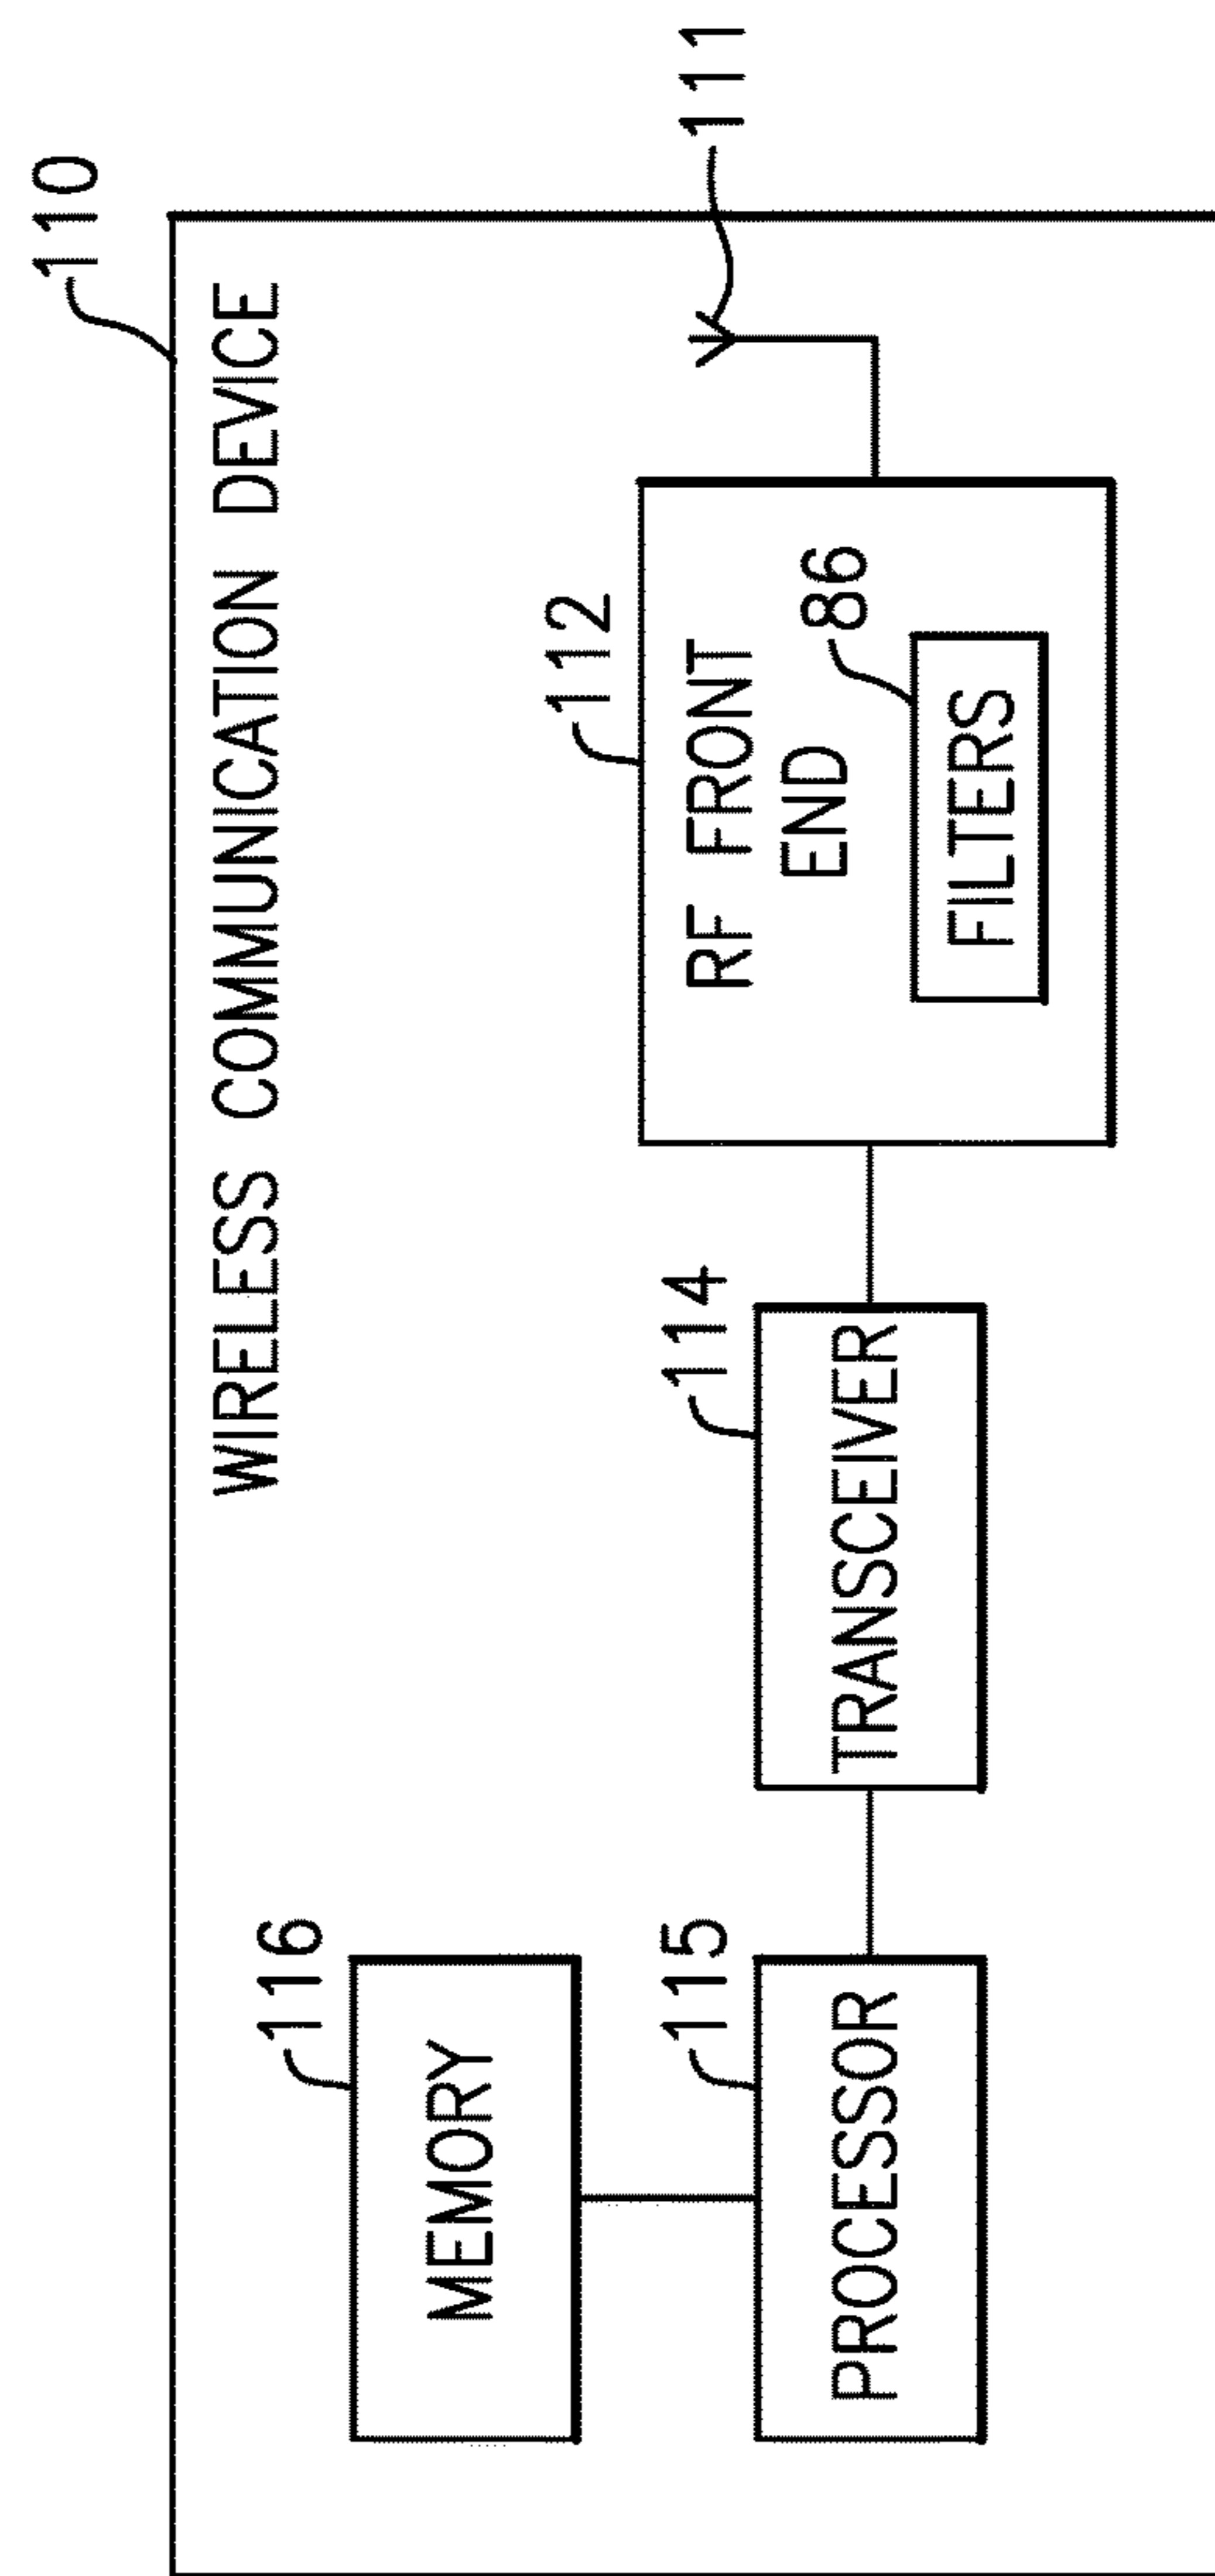 110
WIRELESS COMMUNICATION DEVICE
111
116
MEMORY
112
RF FRONT
END
86
FILTERS
115
PROCESSOR
114
TRANSCEIVER